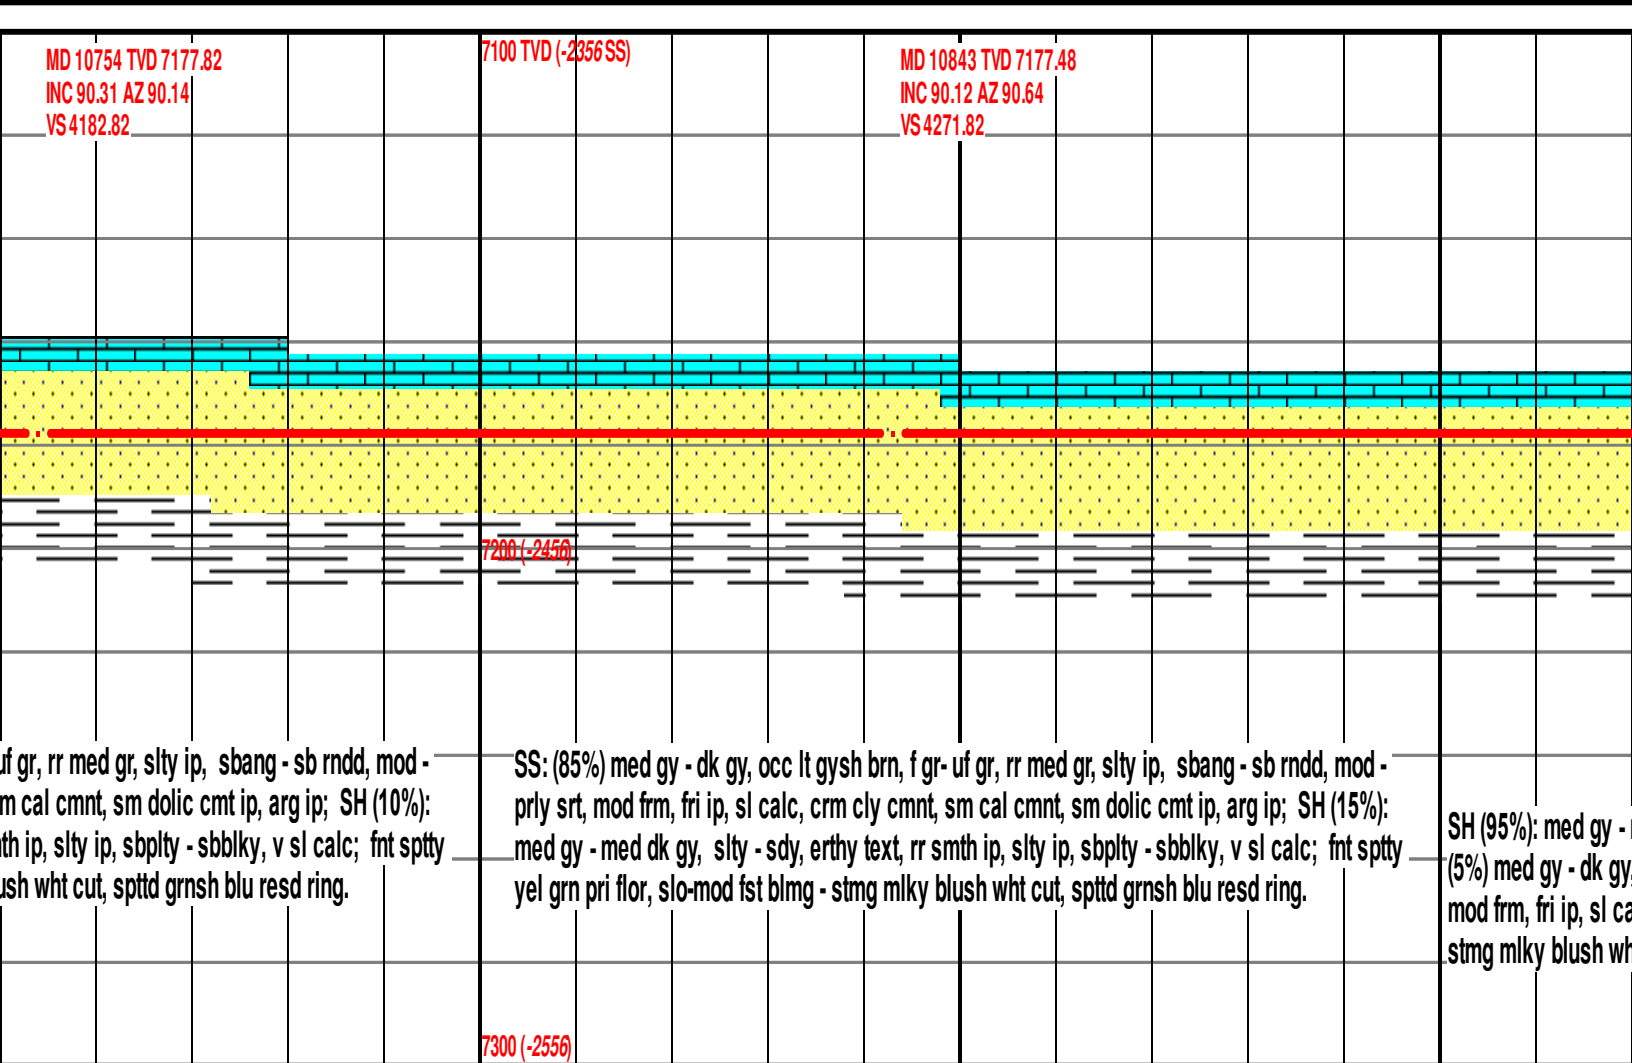 MD 10754 TVD 7177.82
INC 90.31 AZ 90.14
VS 4182.82
7100 TVD (-2356 SS)
MD 10843 TVD 7177.48
INC 90.12 AZ 90.64
VS 4271.82
7200 (-2456)
uf gr, rr med gr, slty ip, sbang - sb rndd, mod -
m cal cmnt, sm dolic cmt ip, arg ip; SH (10%):
th ip, slty ip, sbplty - sbblky, v sl calc; fnt sptty
ush wht cut, spttd grnsh blu resd ring.
SS: (85%) med gy - dk gy, occ lt gysh brn, f gr- uf gr, rr med gr, slty ip, sbang - sb rndd, mod -
prly srt, mod frm, fri ip, sl calc, crm cly cmnt, sm cal cmnt, sm dolic cmt ip, arg ip; SH (15%):
med gy - med dk gy, slty - sdy, erthy text, rr smth ip, slty ip, sbplty - sbblky, v sl calc; fnt sptty
yel grn pri flor, slo-mod fst blmg - stmg mlky blush wht cut, spttd grnsh blu resd ring.
SH (95%): med gy -
(5%) med gy - dk gy,
mod frm, fri ip, sl ca
stmg mlky blush wh
7300 (-2556)